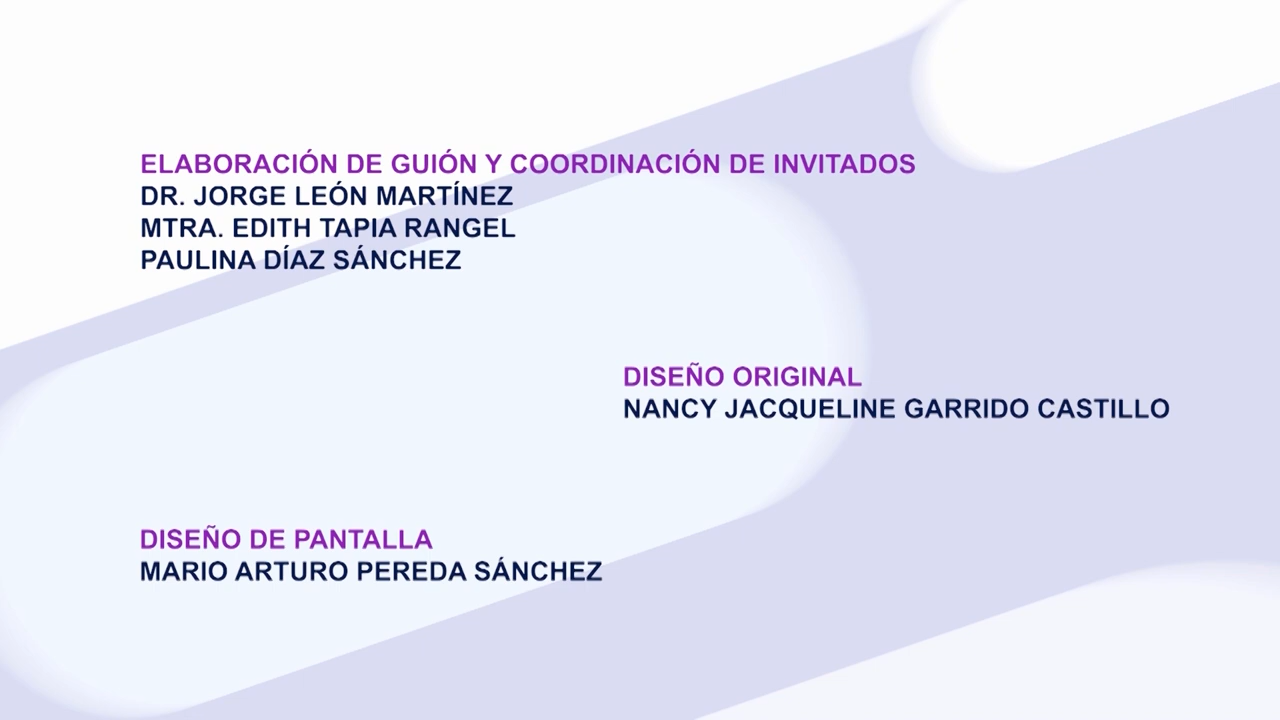 ELABORACIÓN DE GUIÓN Y COORDINACIÓN DE INVITADOS
DR. JORGE LEÓN MARTÍNEZ
MTRA. EDITH TAPIA RANGEL
PAULINA DÍAZ SÁNCHEZ
DISEÑO ORIGINAL
NANCY JACQUELINE GARRIDO CASTILLO
DISEÑO DE PANTALLA
MARIO ARTURO PEREDA SÁNCHEZ